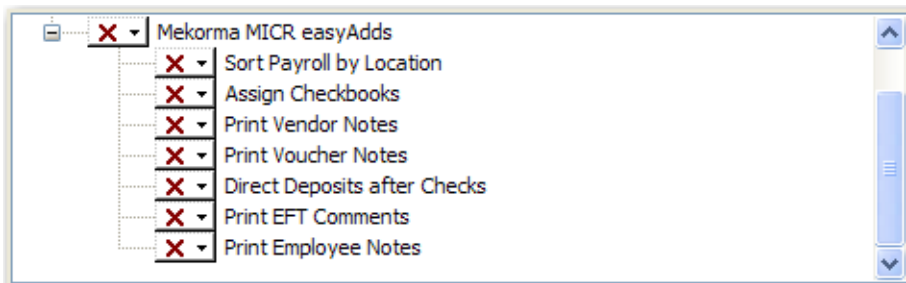 Mekorma MICR easyAdds
Sort Payroll by Location
Assign Checkbooks
Print Vendor Notes
Print Voucher Notes
Direct Deposits after Checks
Print EFT Comments
Print Employee Notes